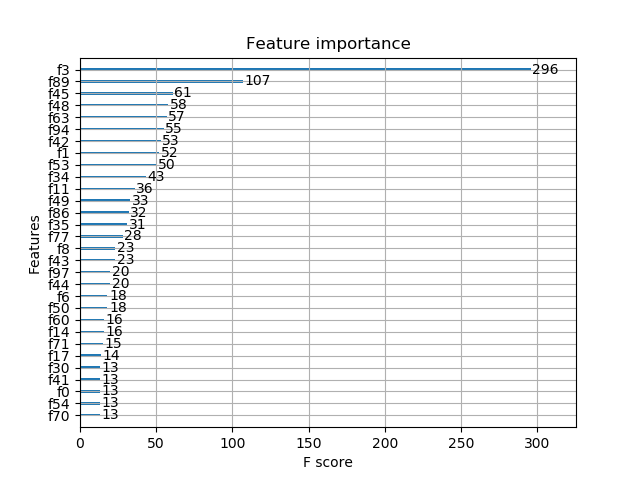 Feature importance
f3 296
f89 107
f45 61
f48 58
f63 57
f94 55
f42 53
f1 52
f53 50
f34 43
f11 36
f49 33
f86 32
f35 31
f77 28
f8 23
f43 23
f97 20
f44 20
f6 18
f50 18
f60 16
f14 16
f71 15
f17 14
f30 13
f41 13
f0 13
f54 13
f70 13
Features
0 50 100 150 200 250 300
F score